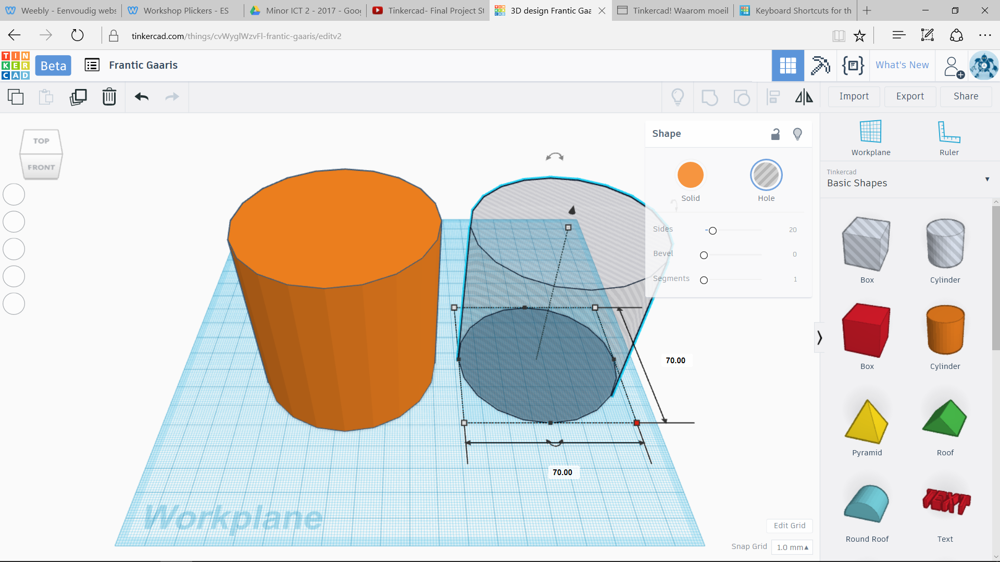 Weebly - Eenvoudig webs
Workshop Plickers - ES
Minor ICT 2 - 2017 - Goo
Tinkercad- Final Project St
3D design Frantic Gaa
Tinkercad! Waarom moeil
Keyboard Shortcuts for th
tinkercad.com/things/cvWyglWzvFl-frantic-gaaris/editv2
TIN
KER
CAD
Beta
Frantic Gaaris
What's New
Import
Export
Share
TOP
FRONT
Shape
Solid
Hole
Sides
20
Bevel
0
Segments
1
70.00
70.00
Workplane
Edit Grid
Snap Grid
1.0 mm
Workplane
Ruler
Tinkercad
Basic Shapes
Box
Cylinder
Box
Cylinder
Pyramid
Roof
TEXT
Round Roof
Text